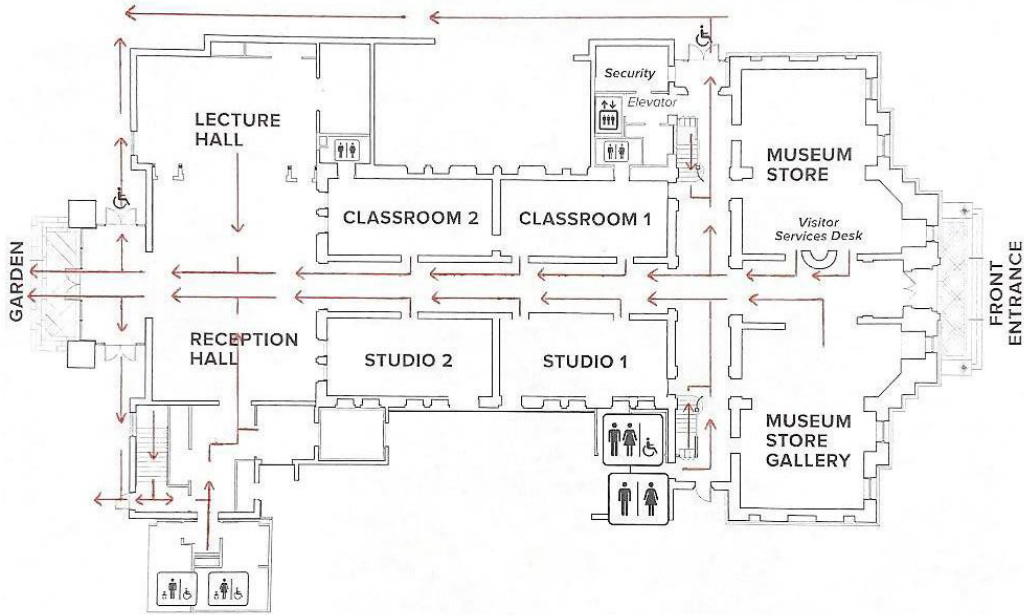 Security
Elevator
LECTURE
HALL
MUSEUM
STORE
CLASSROOM 2
CLASSROOM 1
Visitor
Services Desk
GARDEN
FRONT
ENTRANCE
RECEPTION
HALL
STUDIO 2
STUDIO 1
MUSEUM
STORE
GALLERY